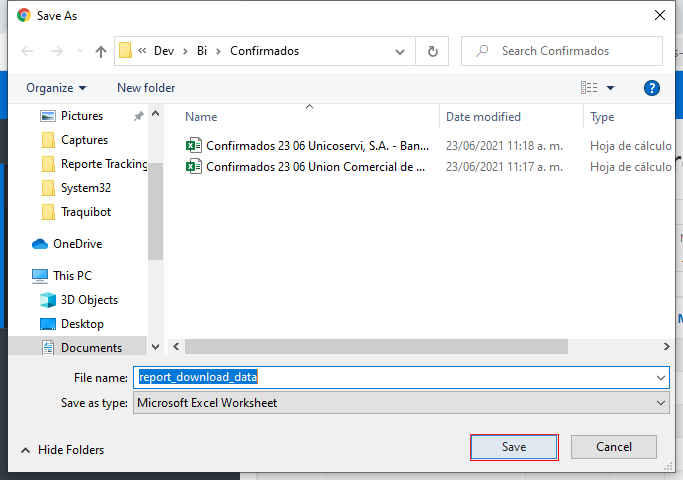 Save As
« Dev > Bi > Confirmados
Search Confirmados
Organize
New folder
Name
Date modified
Type
Pictures
Captures
Reporte Tracking
System32
Traquibot
OneDrive
This PC
3D Objects
Desktop
Documents
Confirmados 23 06 Unicoservi, S.A. - Ban... 23/06/2021 11:18 a. m. Hoja de cálculo
Confirmados 23 06 Union Comercial de ... 23/06/2021 11:17 a. m. Hoja de cálculo
File name: report_download_data
Save as type: Microsoft Excel Worksheet
Hide Folders
Save
Cancel